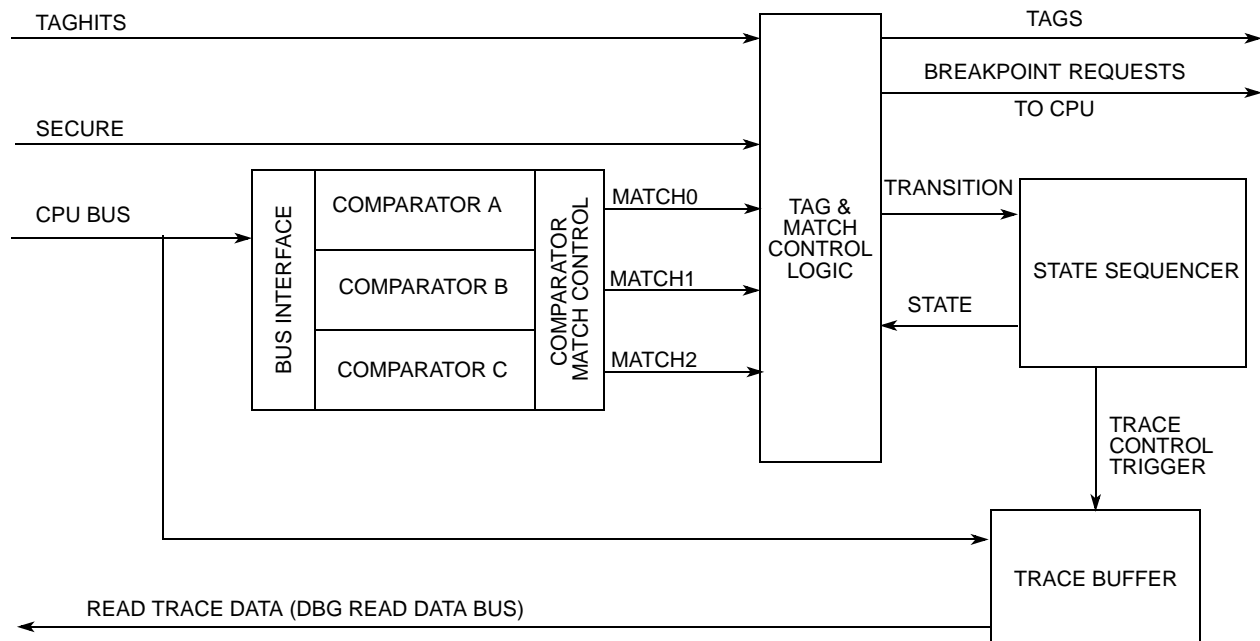 TAGHITS
TAGS
BREAKPOINT REQUESTS
TO CPU
SECURE
CPU BUS
BUS INTERFACE
COMPARATOR A
COMPARATOR B
COMPARATOR C
COMPARATOR
MATCH CONTROL
MATCH0
MATCH1
MATCH2
TAG &
MATCH
CONTROL
LOGIC
TRANSITION
STATE
STATE SEQUENCER
TRACE
CONTROL
TRIGGER
TRACE BUFFER
READ TRACE DATA (DBG READ DATA BUS)